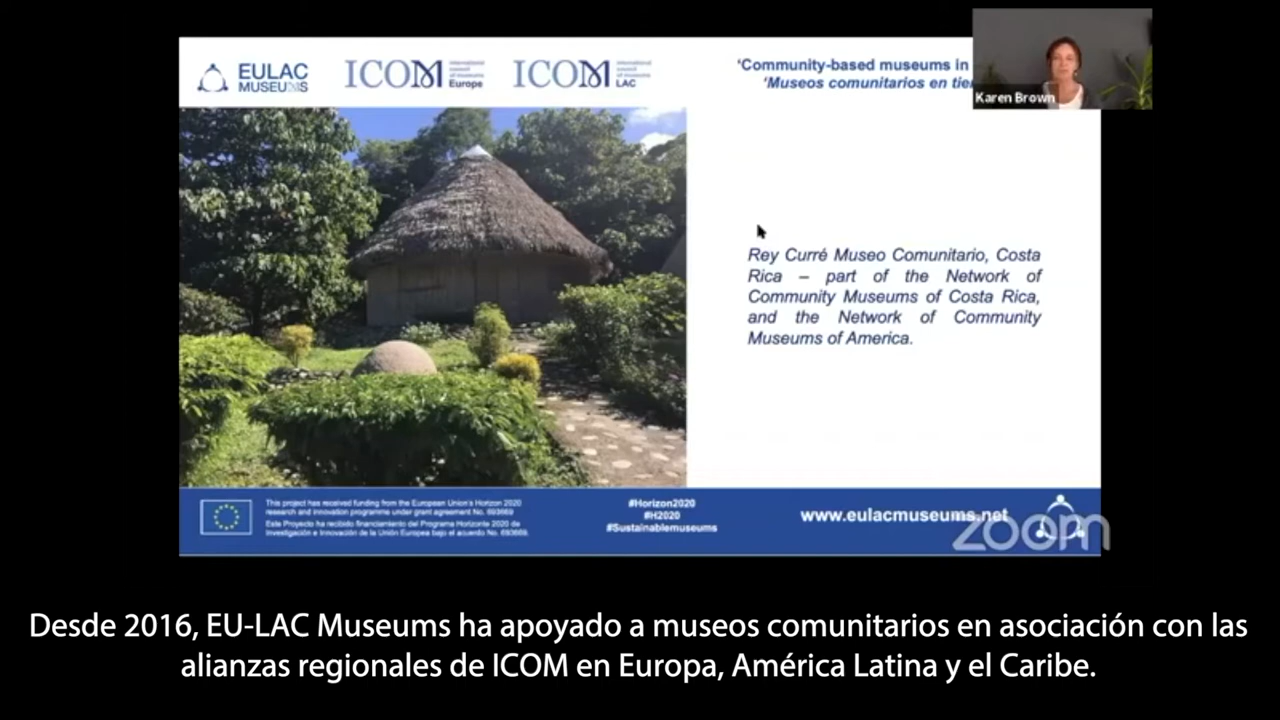 EULAC
MUSEUMS
ICOM
international
council
of museums
Europe
ICOM
international
council
of museums
LAC
‘Community-based museums in
‘Museos comunitarios en tie
Karen Brown
Rey Curré Museo Comunitario, Costa
Rica – part of the Network of
Community Museums of Costa Rica,
and the Network of Community
Museums of America.
This project has received funding from the European Union's Horizon 2020
research and innovation programme under grant agreement No. 693669
Este Proyecto ha recibido financiamiento del Programa Horizonte 2020 de
Investigación e Innovación de la Unión Europea bajo el acuerdo No. 693669.
#Horizon2020
#H2020
#Sustainablemuseums
www.eulacmuseums.net
zoom
Desde 2016, EU-LAC Museums ha apoyado a museos comunitarios en asociación con las
alianzas regionales de ICOM en Europa, América Latina y el Caribe.